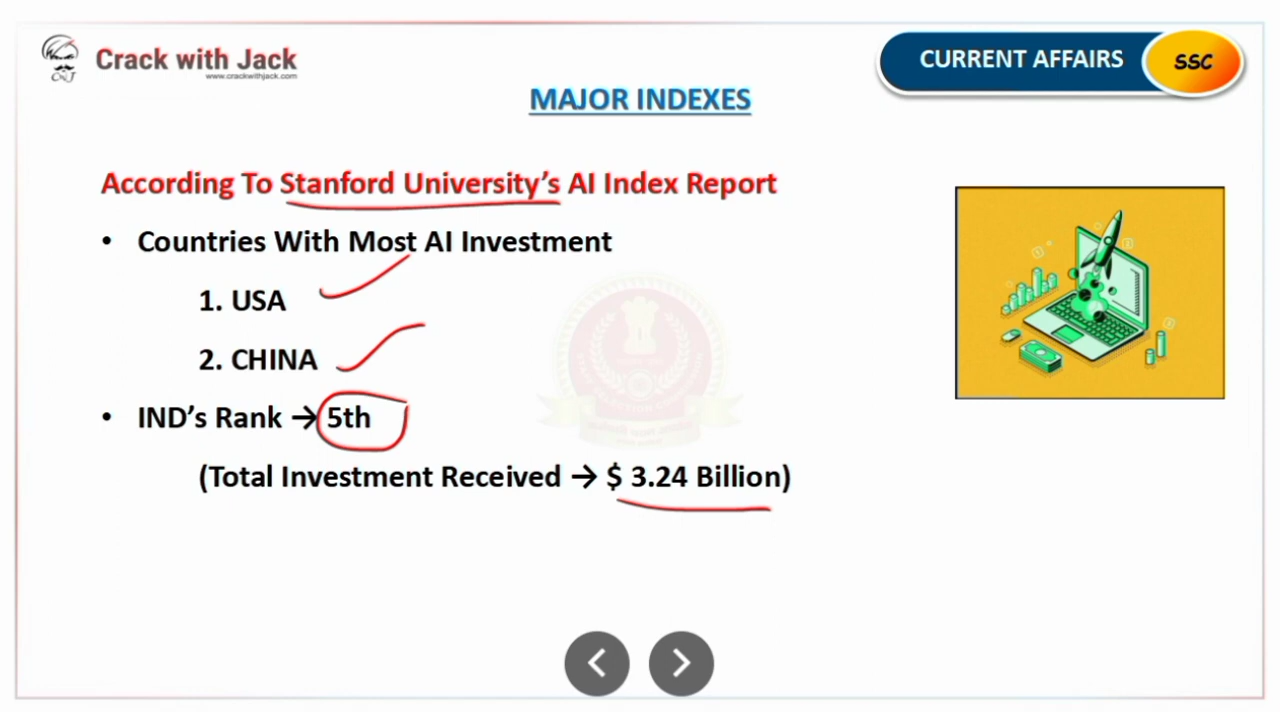 Crack with Jack
www.crackwithjack.com
CURRENT AFFAIRS
SSC
MAJOR INDEXES
According To Stanford University's AI Index Report
• Countries With Most AI Investment
1. USA
2. CHINA
• IND's Rank → 5th
(Total Investment Received → $ 3.24 Billion)